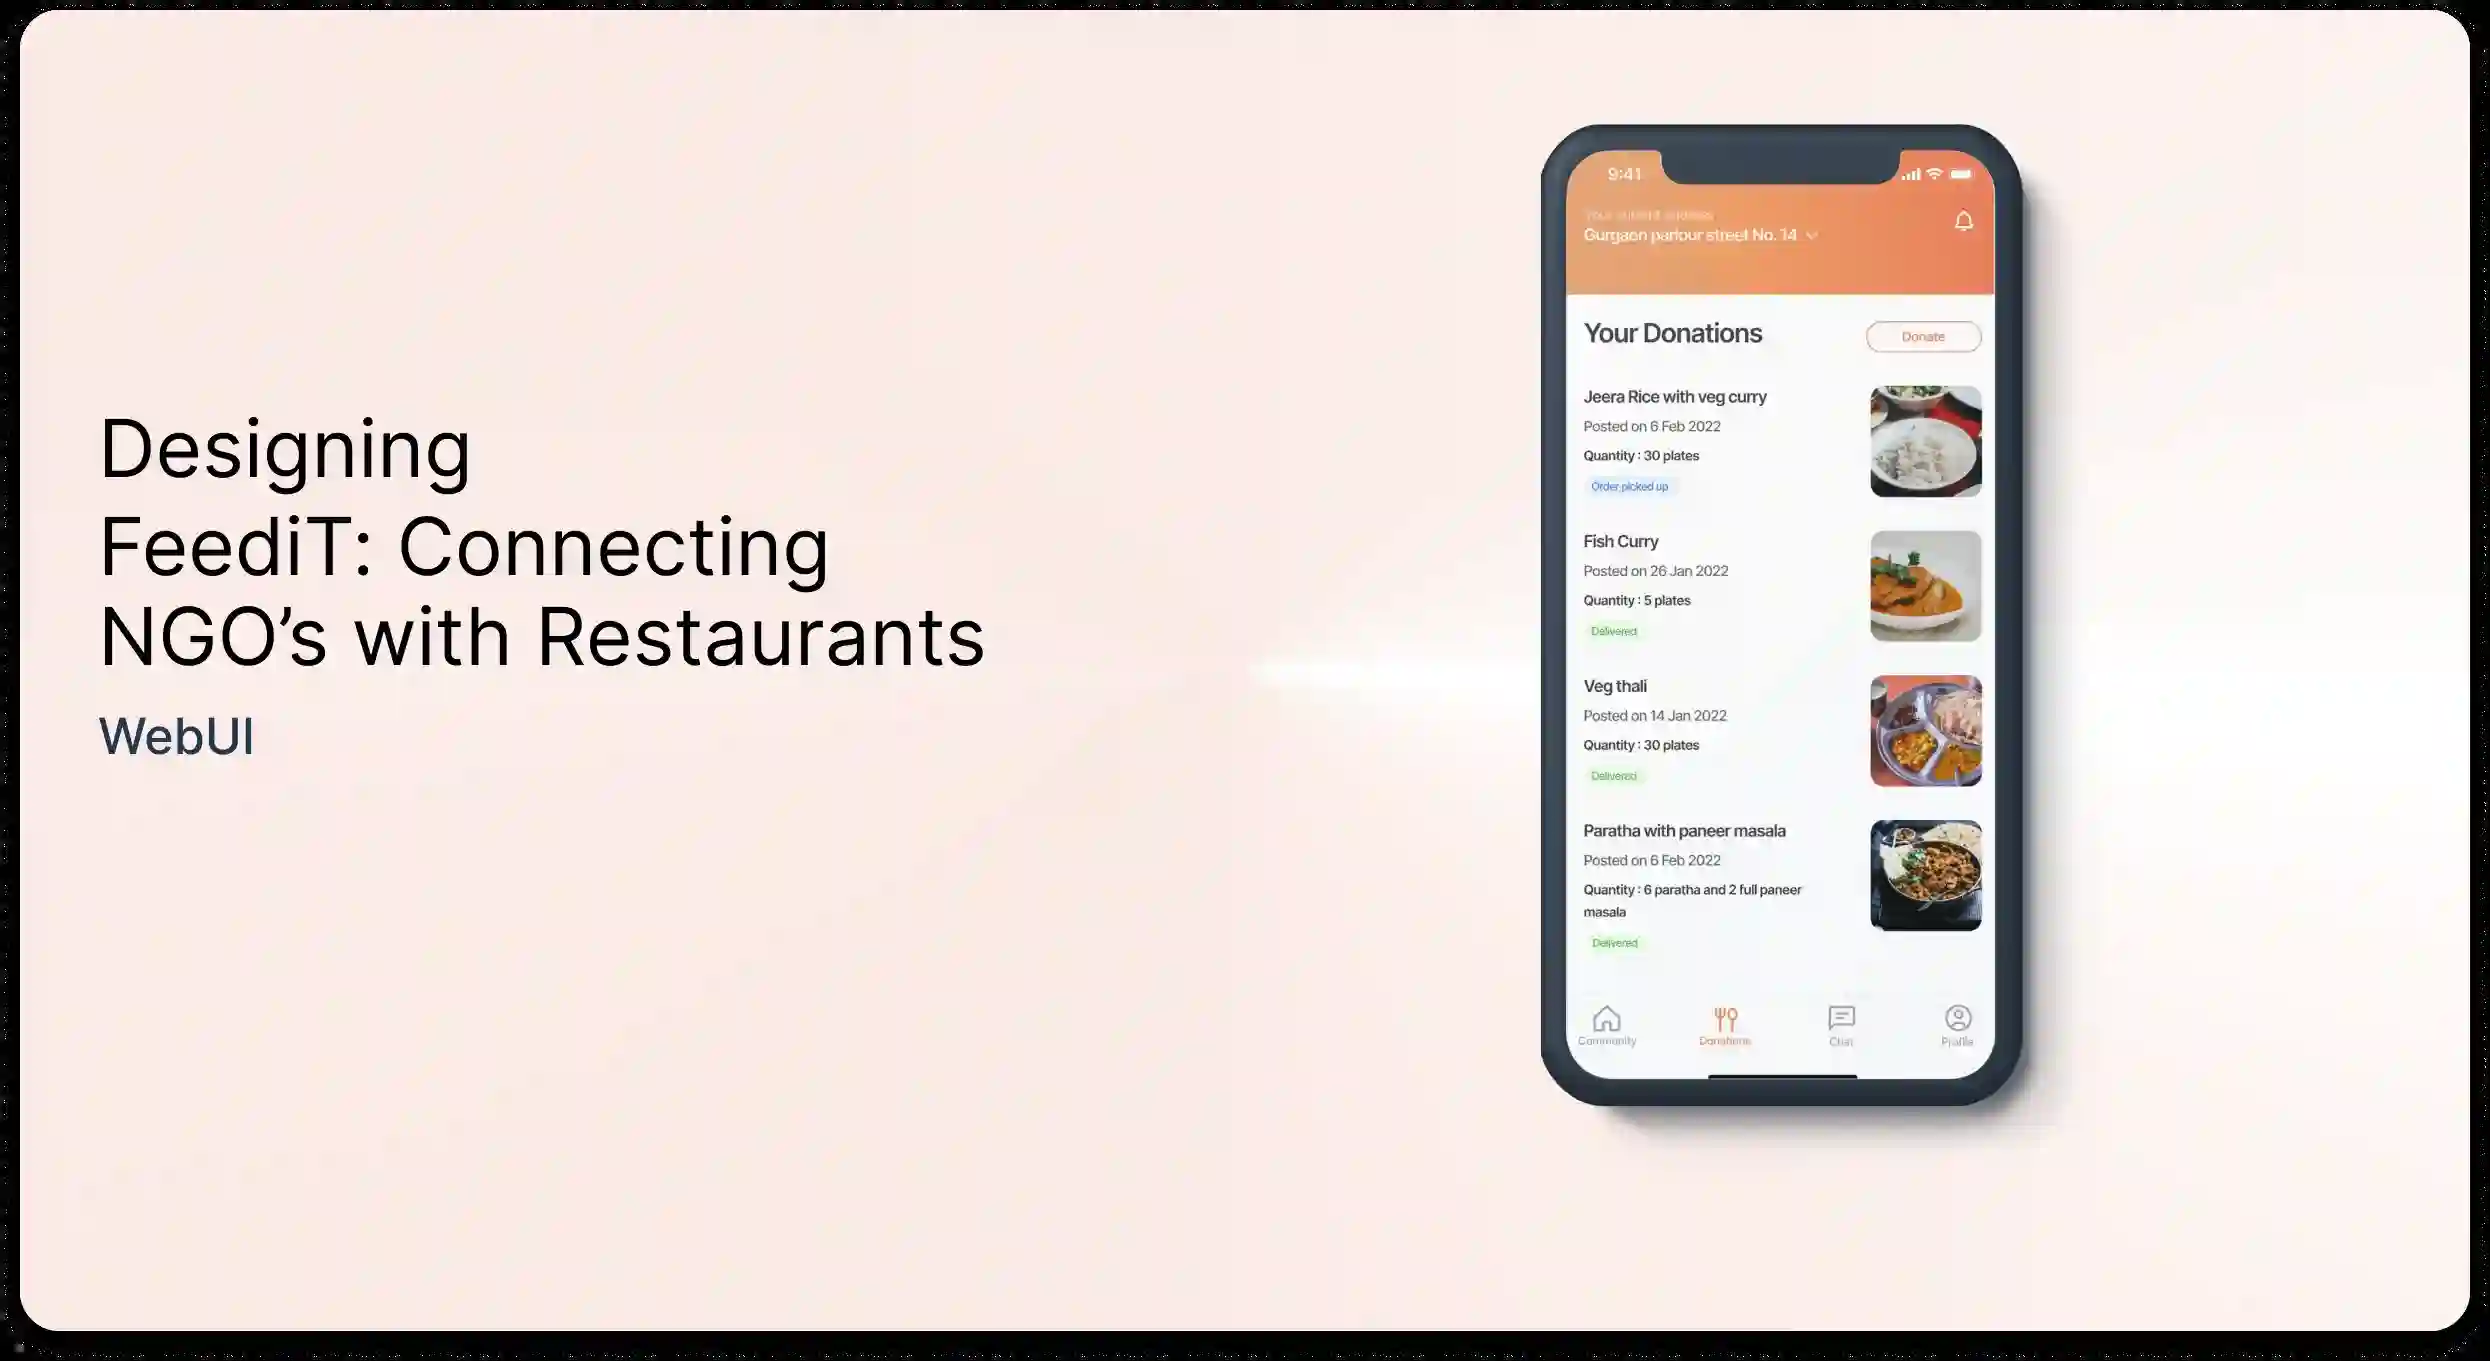 Designing
FeediT: Connecting
NGO’s with Restaurants
WebUI
9:41
Your current address
Gurgaon parlour street No. 14
Your Donations
Donate
Jeera Rice with veg curry
Posted on 6 Feb 2022
Quantity : 30 plates
Order picked up
Fish Curry
Posted on 26 Jan 2022
Quantity : 5 plates
Delivered
Veg thali
Posted on 14 Jan 2022
Quantity : 30 plates
Delivered
Paratha with paneer masala
Posted on 6 Feb 2022
Quantity : 6 paratha and 2 full paneer
masala
Delivered
Community
Donations
Chat
Profile